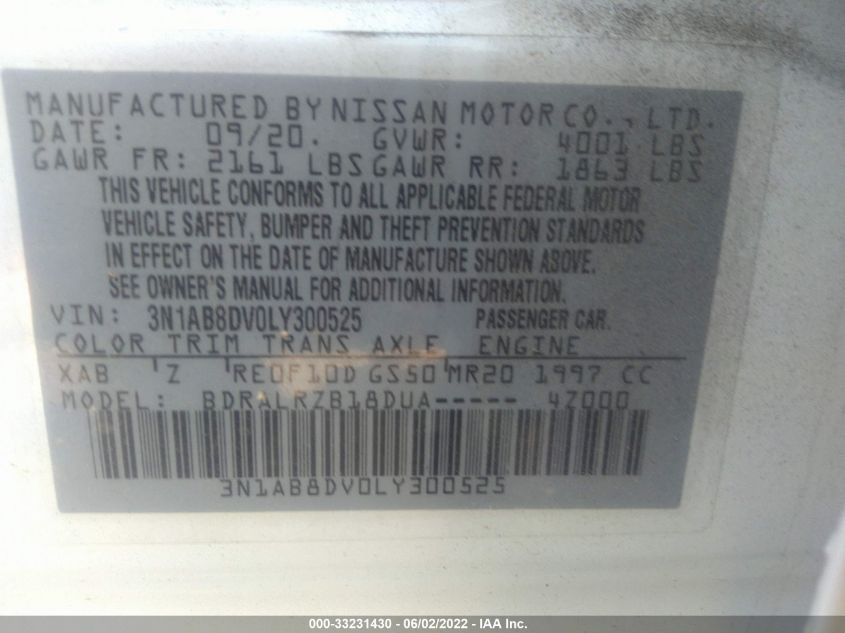 MANUFACTURED BY NISSAN MOTOR CO., LTD.
DATE: 09/20. GVWR: 4001 LBS
GAWR FR: 2161 LBS GAWR RR: 1863 LBS
THIS VEHICLE CONFORMS TO ALL APPLICABLE FEDERAL MOTOR
VEHICLE SAFETY, BUMPER AND THEFT PREVENTION STANDARDS
IN EFFECT ON THE DATE OF MANUFACTURE SHOWN ABOVE.
SEE OWNER'S MANUAL FOR ADDITIONAL INFORMATION.
VIN: 3N1AB8DV0LY300525 PASSENGER CAR.
COLOR TRIM TRANS AXLE ENGINE
XAB ' Z RE0F10D GS50 MR20 1997 CC
MODEL: BDRALRZB18DUA----- 4Z000
3N1AB8DV0LY300525
000-33231430 - 06/02/2022 - IAA Inc.